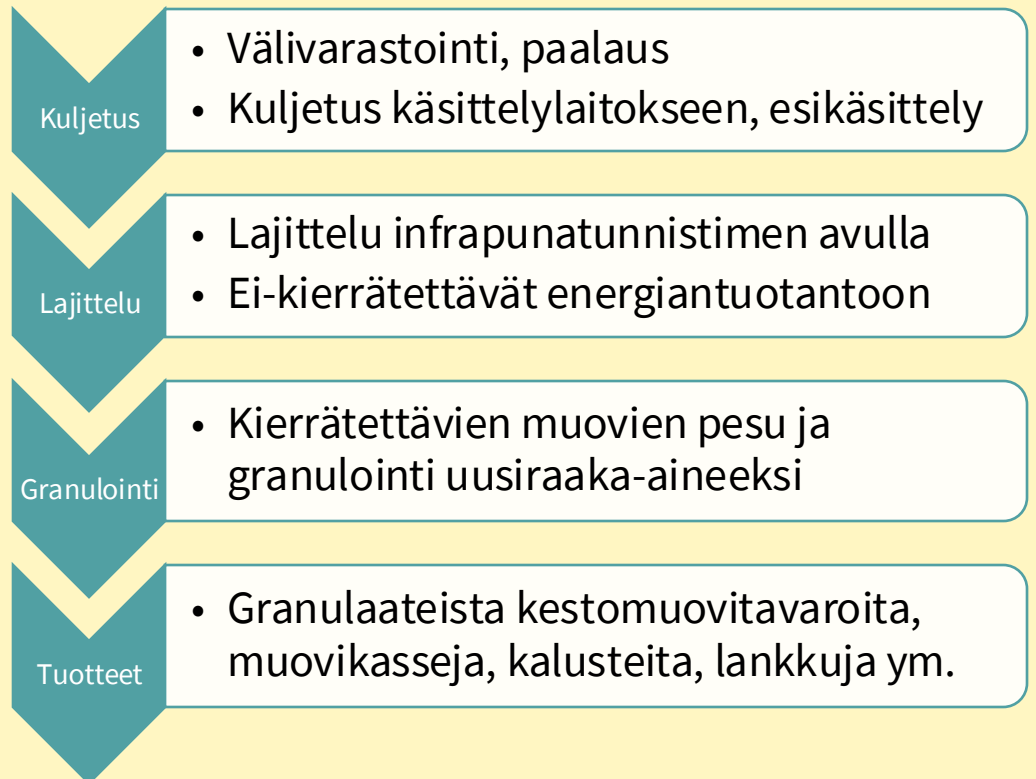 Kuljetus
• Välivarastointi, paalaus
• Kuljetus käsittelylaitokseen, esikäsittely
Lajittelu
• Lajittelu infrapunatunnistimen avulla
• Ei-kierrätettävät energiantuotantoon
Granulointi
• Kierrätettävien muovien pesu ja
granulointi uusiraaka-aineeksi
Tuotteet
• Granulaateista kestomuovitavaroita,
muovikasseja, kalusteita, lankkuja ym.